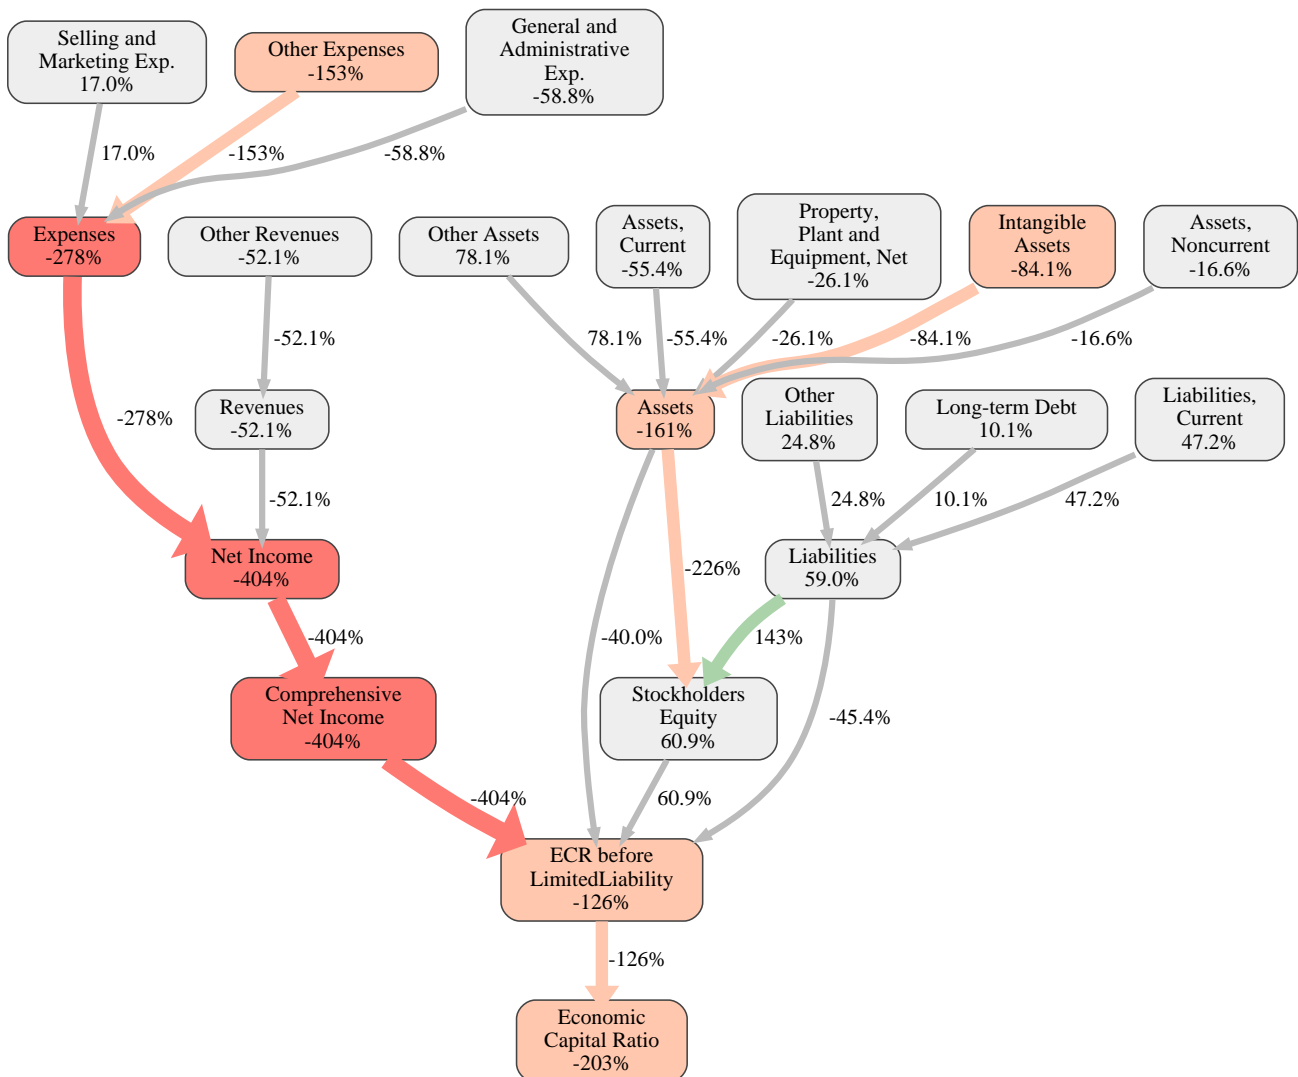 Selling and
Marketing Exp.
17.0%
Other Expenses
-153%
General and
Administrative
Exp.
-58.8%
17.0%
-153%
-58.8%
Expenses
-278%
Other Revenues
-52.1%
Other Assets
78.1%
Assets,
Current
-55.4%
Property,
Plant and
Equipment, Net
-26.1%
Intangible
Assets
-84.1%
Assets,
Noncurrent
-16.6%
-52.1%
78.1%
-55.4%
-26.1%
-84.1%
-16.6%
-278%
Revenues
-52.1%
Assets
-161%
Other
Liabilities
24.8%
Long-term Debt
10.1%
Liabilities,
Current
47.2%
-52.1%
24.8%
10.1%
47.2%
Net Income
-404%
-226%
Liabilities
59.0%
-404%
-40.0%
143%
-45.4%
Comprehensive
Net Income
-404%
Stockholders
Equity
60.9%
-404%
60.9%
ECR before
LimitedLiability
-126%
-126%
Economic
Capital Ratio
-203%